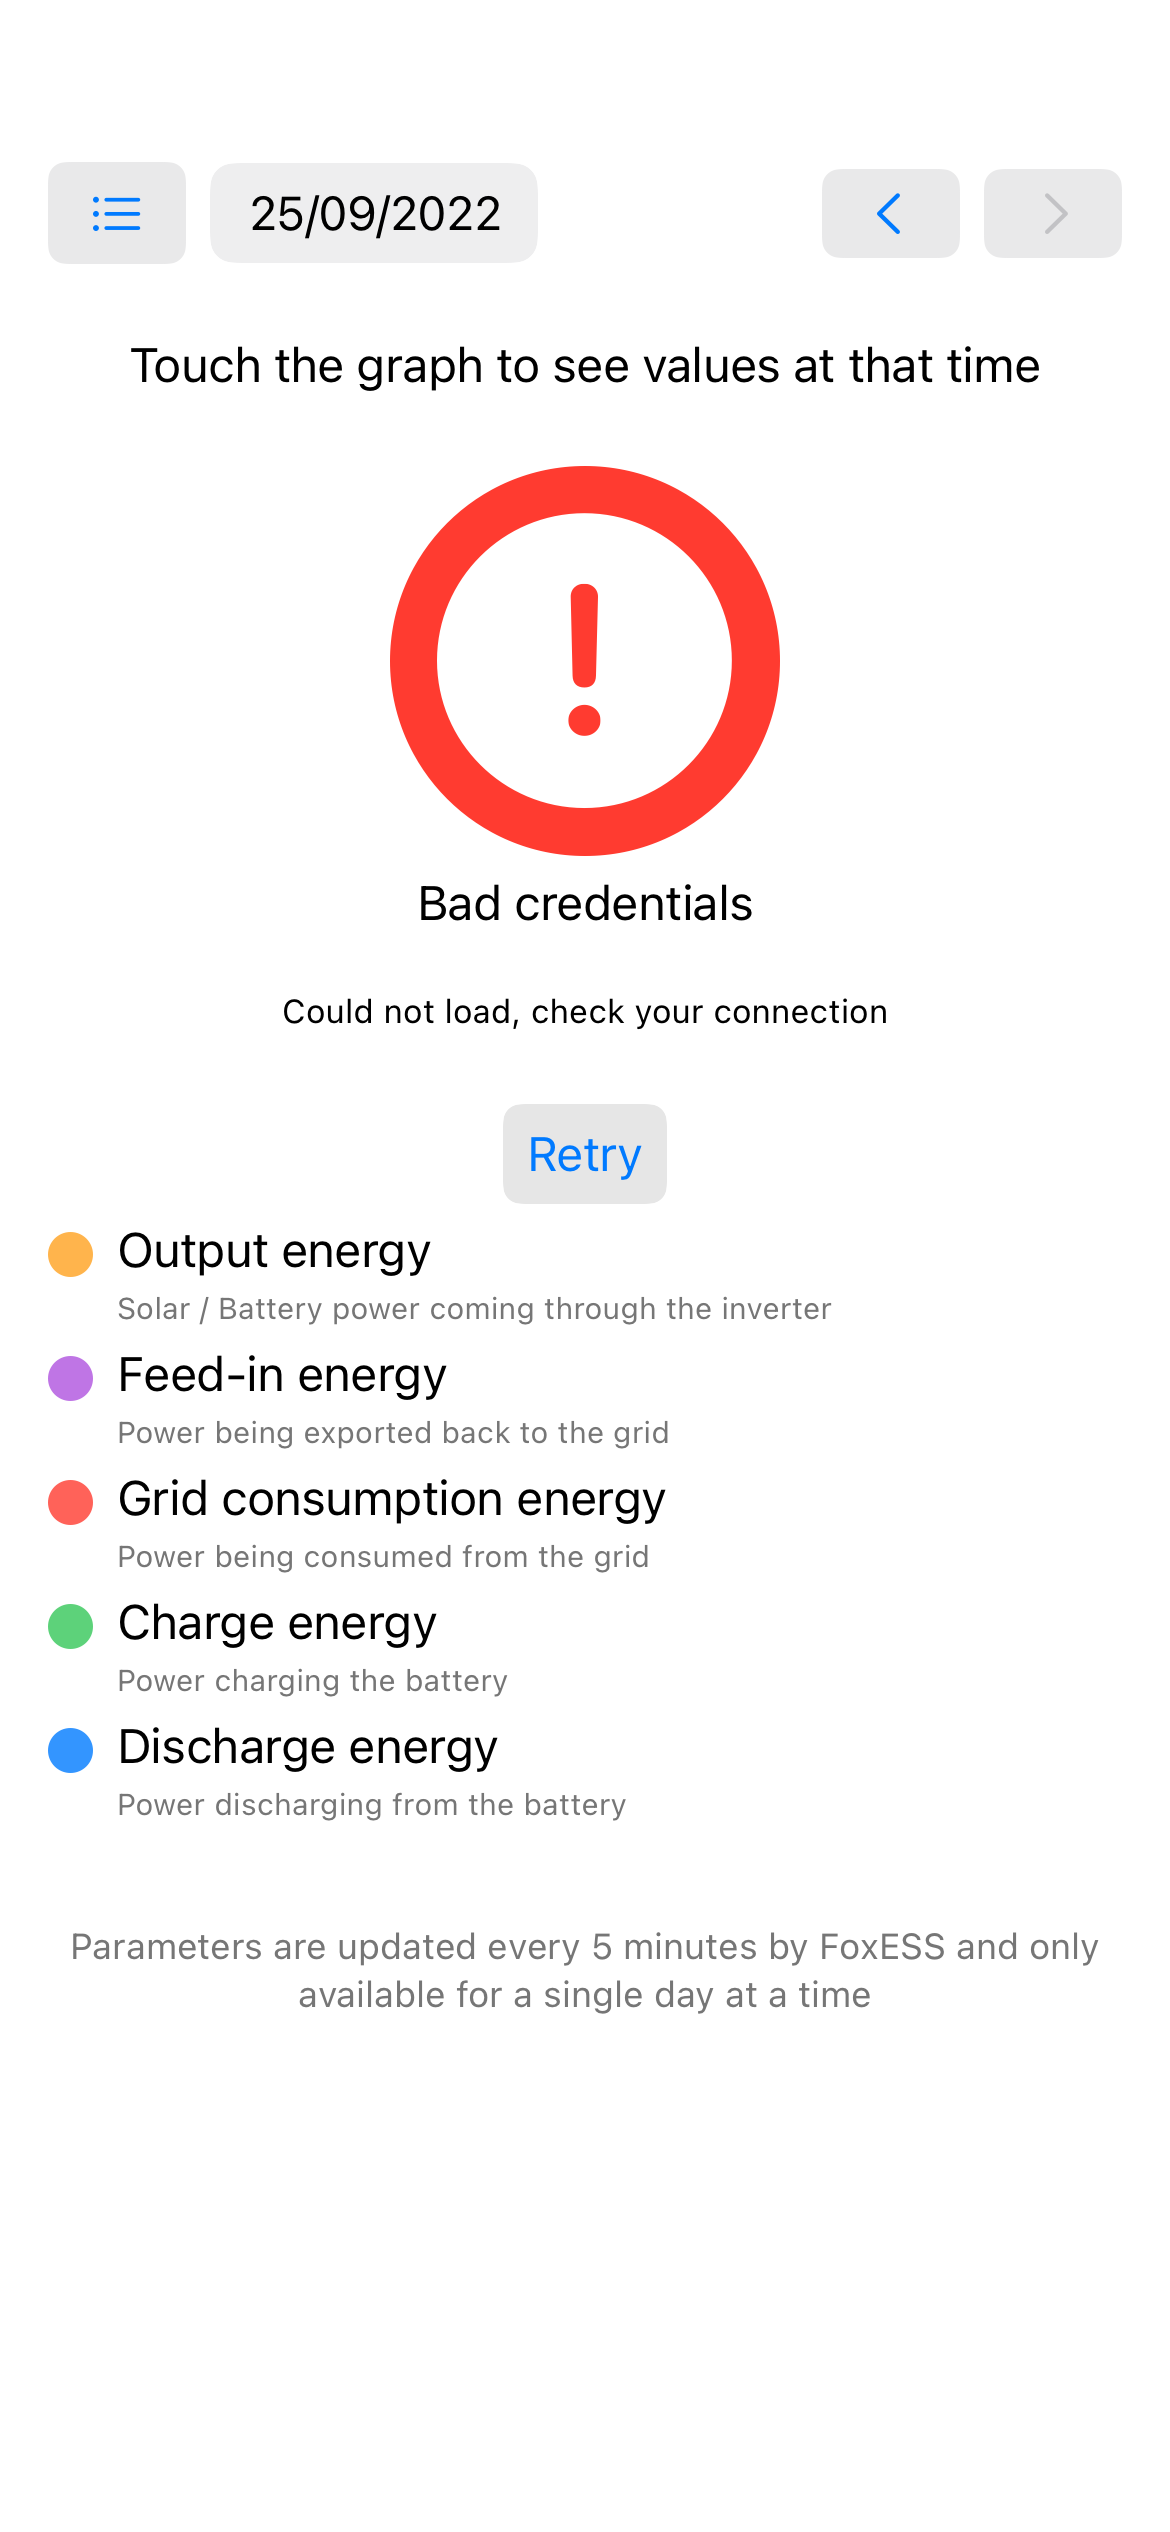 25/09/2022
Touch the graph to see values at that time
Bad credentials
Could not load, check your connection
Retry
Output energy
Solar / Battery power coming through the inverter
Feed-in energy
Power being exported back to the grid
Grid consumption energy
Power being consumed from the grid
Charge energy
Power charging the battery
Discharge energy
Power discharging from the battery
Parameters are updated every 5 minutes by FoxESS and only
available for a single day at a time